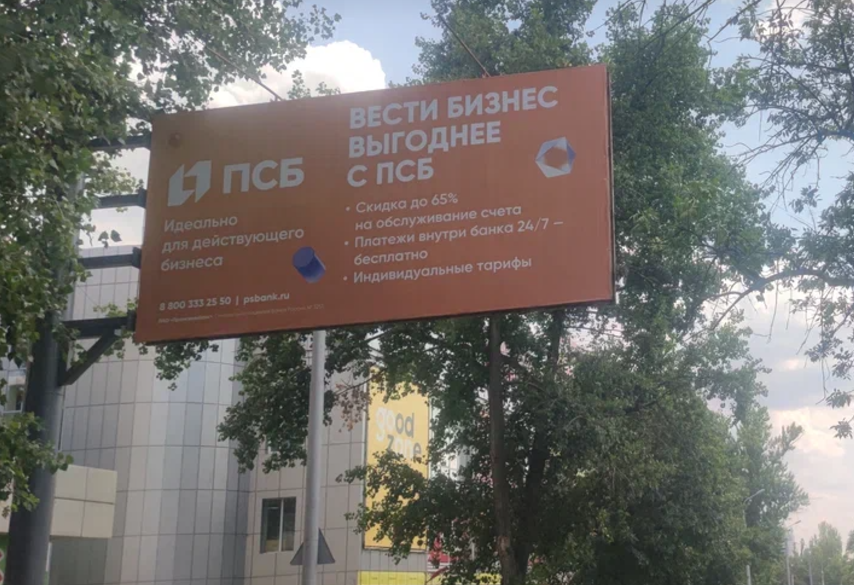 ПСБ
Идеально
для действующего
бизнеса
8 800 333 25 50 | psbank.ru
ВЕСТИ БИЗНЕС
ВЫГОДНЕЕ
С ПСБ
• Скидка до 65%
на обслуживание счета
• Платежи внутри банка 24/7 —
бесплатно
• Индивидуальные тарифы
good